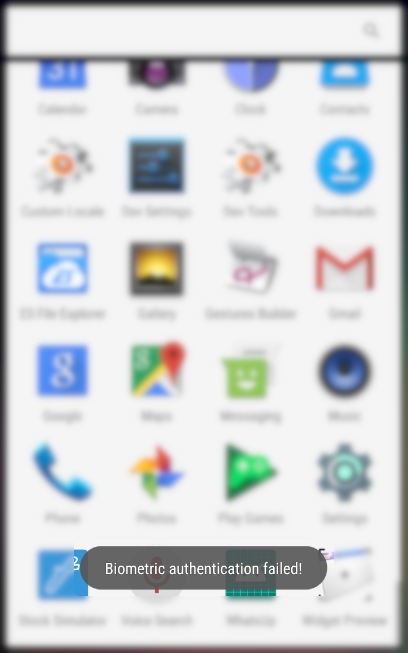 31
Calendar
Camera
Clock
Contacts
Custom Locale
Dev Settings
Dev Tools
Downloads
ES File Explorer
Gallery
Gestures Builder
Gmail
Google
Maps
Messaging
Music
Phone
Photos
Play Games
Settings
Biometric authentication failed!
Stock Simulator
Voice Search
WhatsUp
Widget Preview